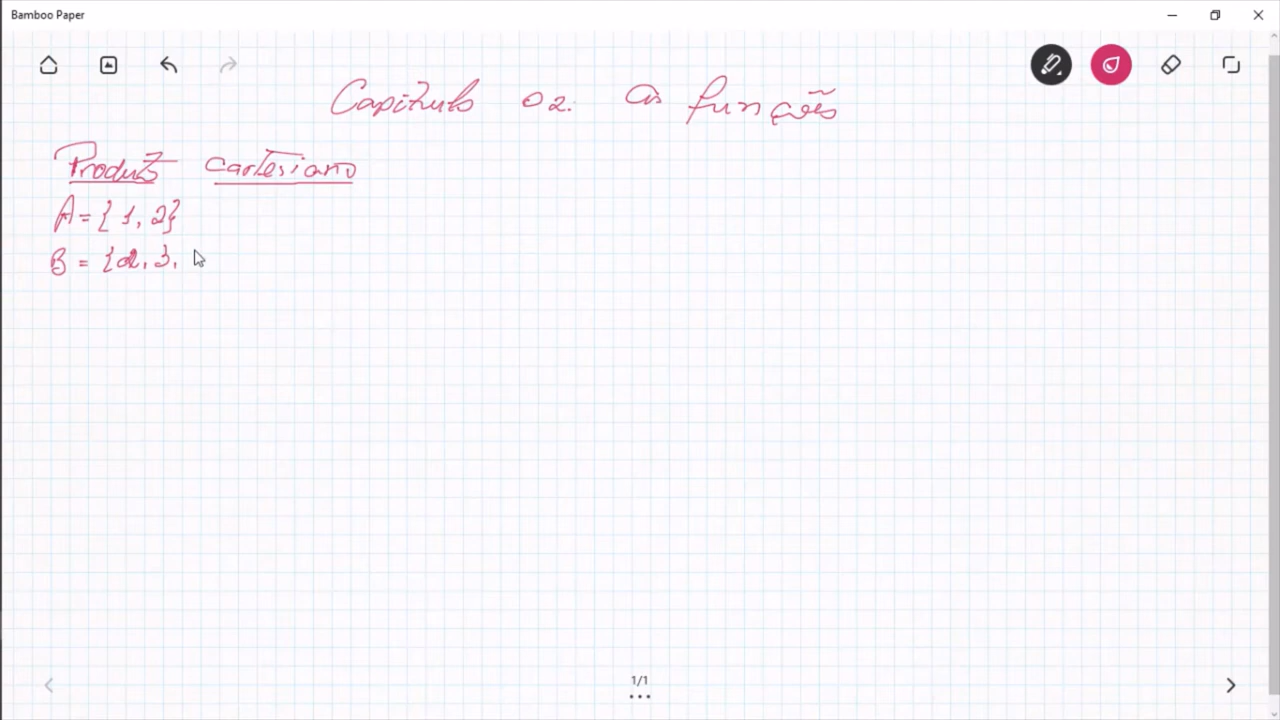 Bamboo Paper
Capítulo 02: As funções
Produto cartesiano
A = { 1, 2}
B = {2, 3,
1/1